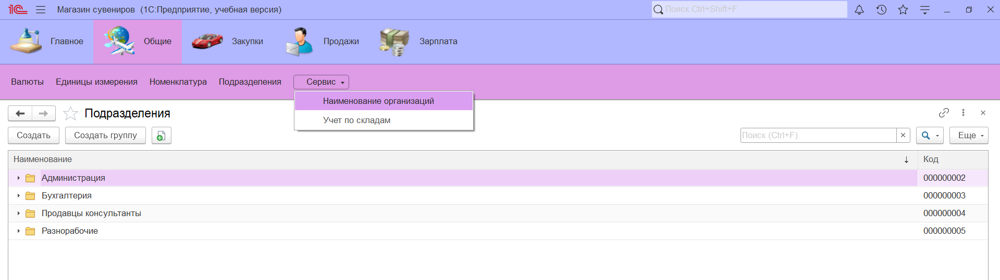 1С Магазин сувениров (1С:Предприятие, учебная версия) Поиск Ctrl+Shift+F
Главное Общие Закупки Продажи Зарплата
Валюты Единицы измерения Номенклатура Подразделения Сервис
Наименование организаций
Учет по складам
Подразделения
Создать Создать группу Поиск (Ctrl+F) Еще
Наименование Код
Администрация 000000002
Бухгалтерия 000000003
Продавцы консультанты 000000004
Разнорабочие 000000005